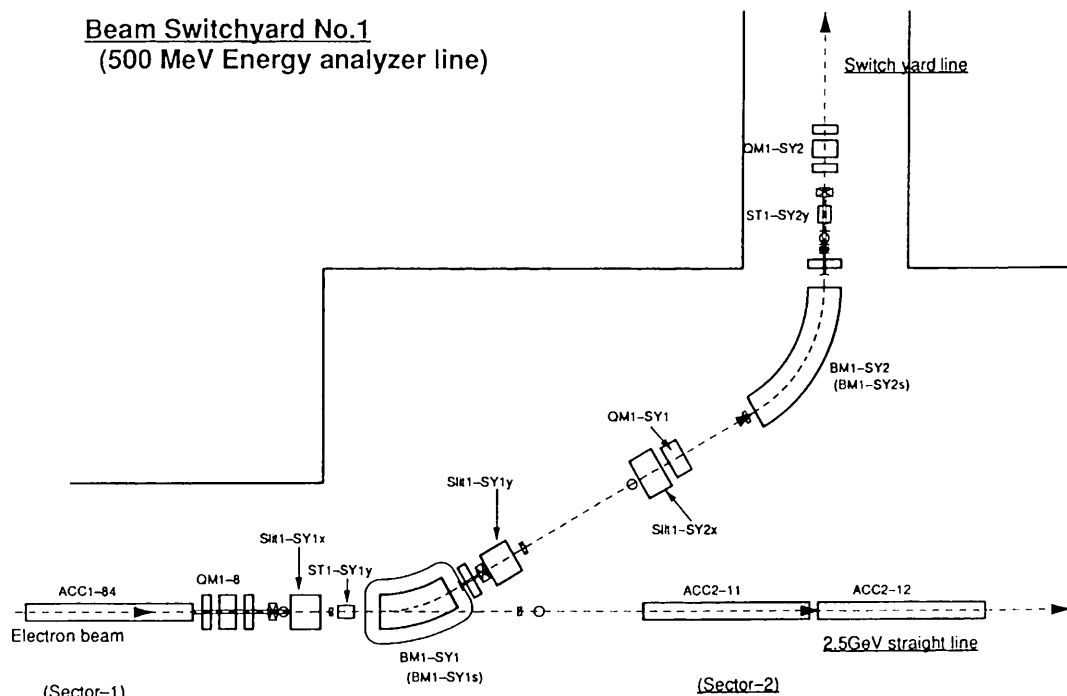 Beam Switchyard No.1
(500 MeV Energy analyzer line)
Switch yard line
QM1-SY2
ST1-SY2y
BM1-SY2
(BM1-SY2s)
QM1-SY1
Slit1-SY1y
Slit1-SY2x
Slit1-SY1x
ST1-SY1y
ACC1-84
QM1-8
ACC2-11
ACC2-12
Electron beam
2.5GeV straight line
BM1-SY1
(BM1-SY1s)
(Sector-1)
(Sector-2)